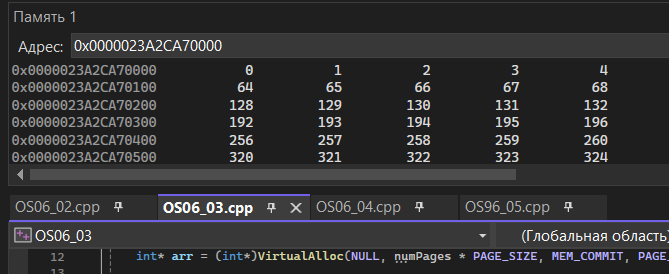 Память 1
Адрес: 0x0000023A2CA70000
0x0000023A2CA70000 0 1 2 3 4
0x0000023A2CA70100 64 65 66 67 68
0x0000023A2CA70200 128 129 130 131 132
0x0000023A2CA70300 192 193 194 195 196
0x0000023A2CA70400 256 257 258 259 260
0x0000023A2CA70500 320 321 322 323 324
OS06_02.cpp OS06_03.cpp OS06_04.cpp OS96_05.cpp
OS06_03 (Глобальная область)
12 int* arr = (int*)VirtualAlloc(NULL, numPages * PAGE_SIZE, MEM_COMMIT, PAGE
13